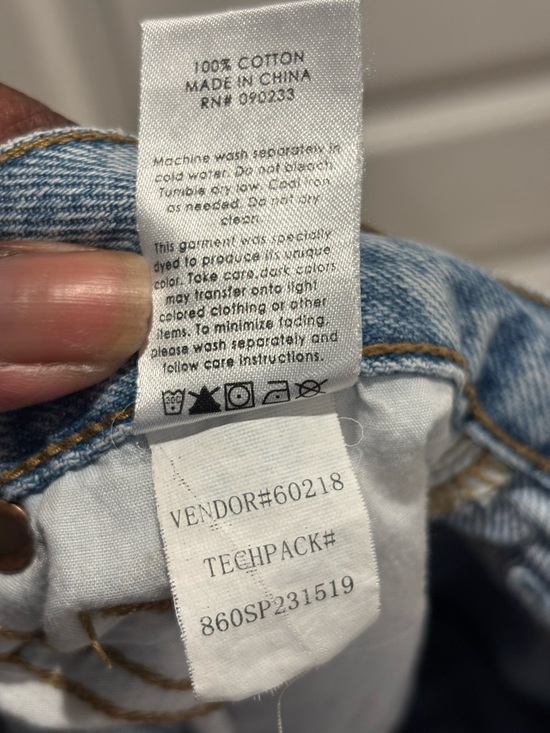 100% COTTON
MADE IN CHINA
RN# 090233
Machine wash separately in
cold water. Do not bleach.
Tumble dry low. Cool iron
as needed. Do not dry
clean.
This garment was specially
dyed to produce its unique
color. Take care,dark colors
may transfer onto light
colored clothing or other
items. To minimize fading,
please wash separately and
follow care instructions.
30C
VENDOR#60218
TECHPACK#
860SP231519